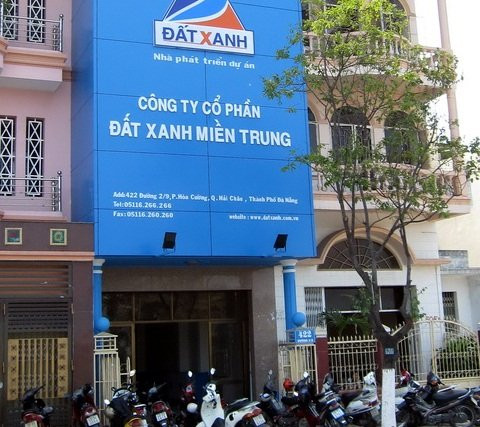 ĐẤT XANH
Nhà phát triển dự án
CÔNG TY CỔ PHẦN
ĐẤT XANH MIỀN TRUNG
Add:422 Đường 2/9, P.Hòa Cường, Q.Hải Châu , Thành Phố Đà Nẵng
Tel:05116.266.266
Fax:05116.260.260
website : www.datxanh.com.vn
422